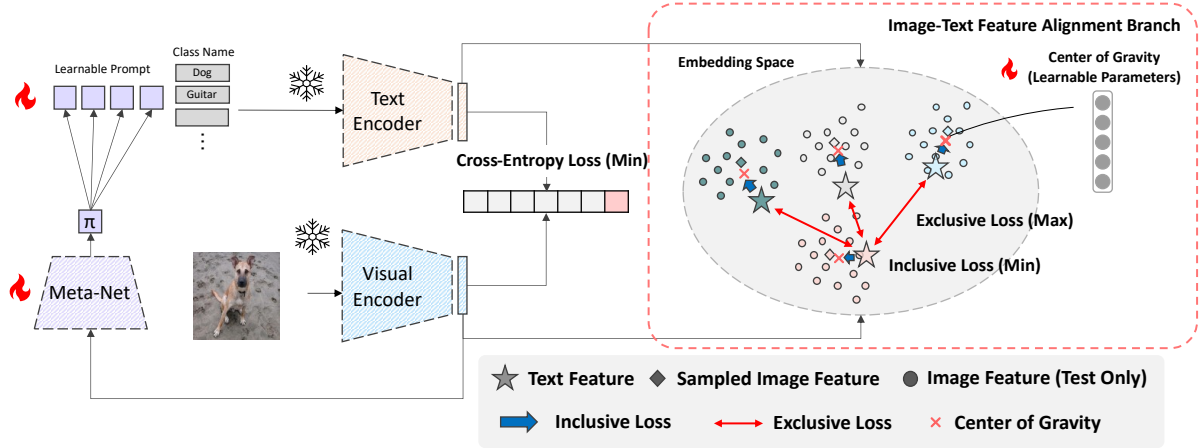 Image-Text Feature Alignment Branch
Class Name
Learnable Prompt
Dog
Guitar
Text
Encoder
Embedding Space
Center of Gravity
(Learnable Parameters)
Cross-Entropy Loss (Min)
π
Exclusive Loss (Max)
Inclusive Loss (Min)
Meta-Net
Visual
Encoder
Text Feature
Sampled Image Feature
Image Feature (Test Only)
Inclusive Loss
Exclusive Loss
Center of Gravity